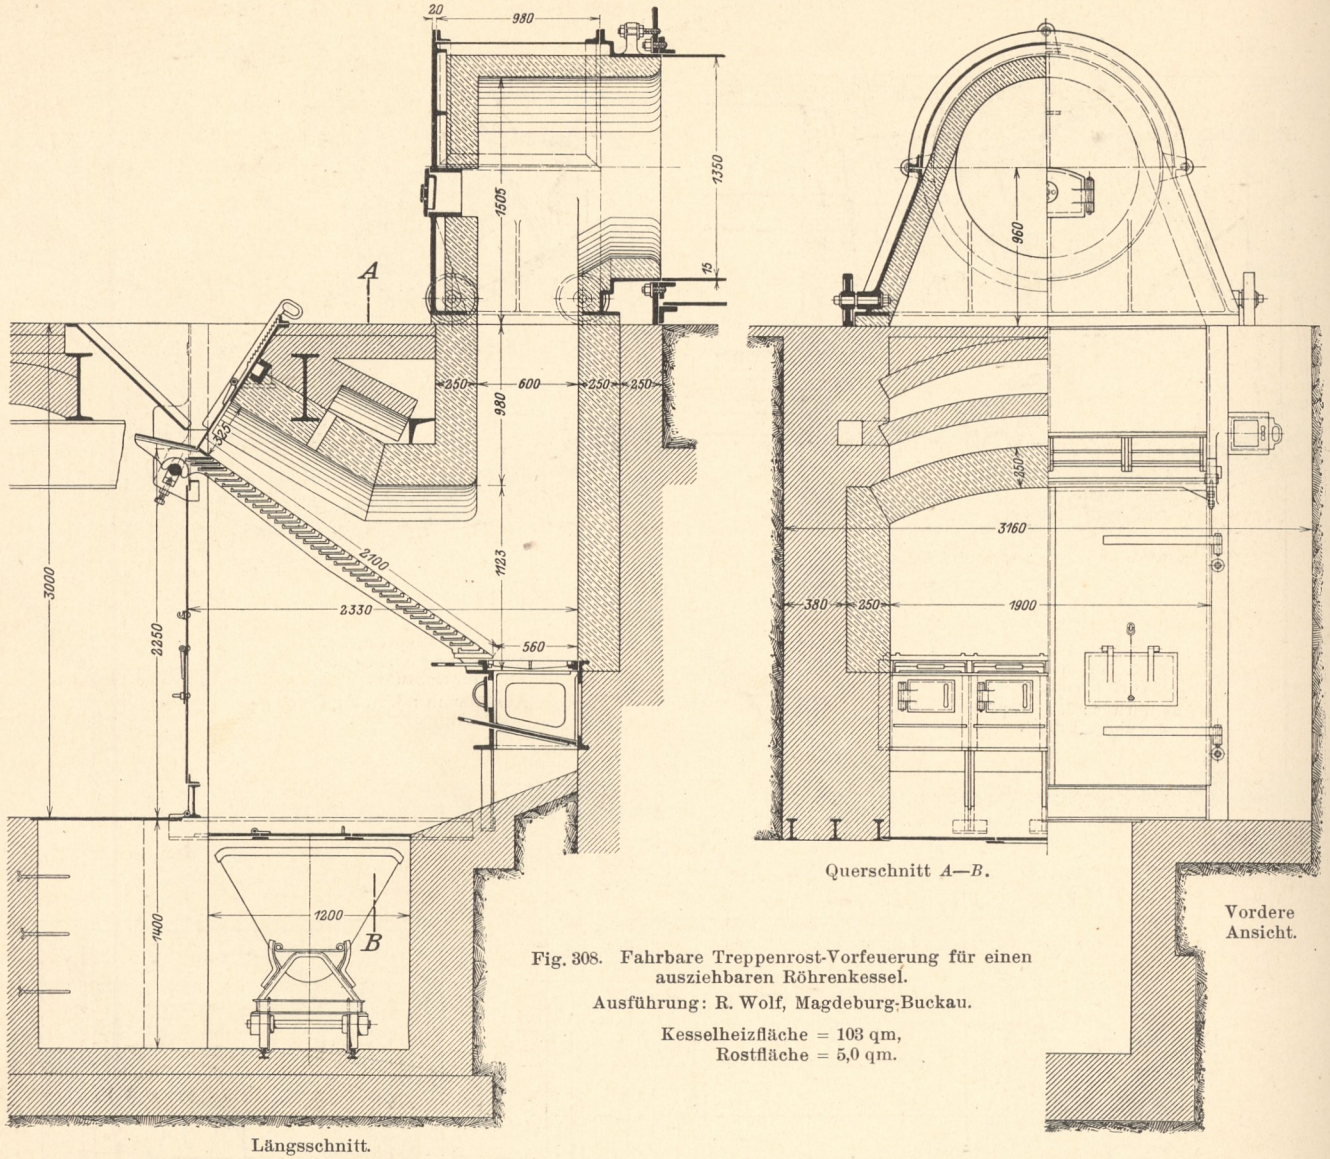 20
980
1350
1505
960
15
A
325
250
600
250
250
980
250
3160
3000
2100
1123
2330
380
250
1900
2250
560
Querschnitt A—B.
1400
1200
B
Vordere
Ansicht.
Fig. 308. Fahrbare Treppenrost-Vorfeuerung für einen
ausziehbaren Röhrenkessel.
Ausführung: R. Wolf, Magdeburg-Buckau.
Kesselheizfläche = 103 qm,
Rostfläche = 5,0 qm.
Längsschnitt.